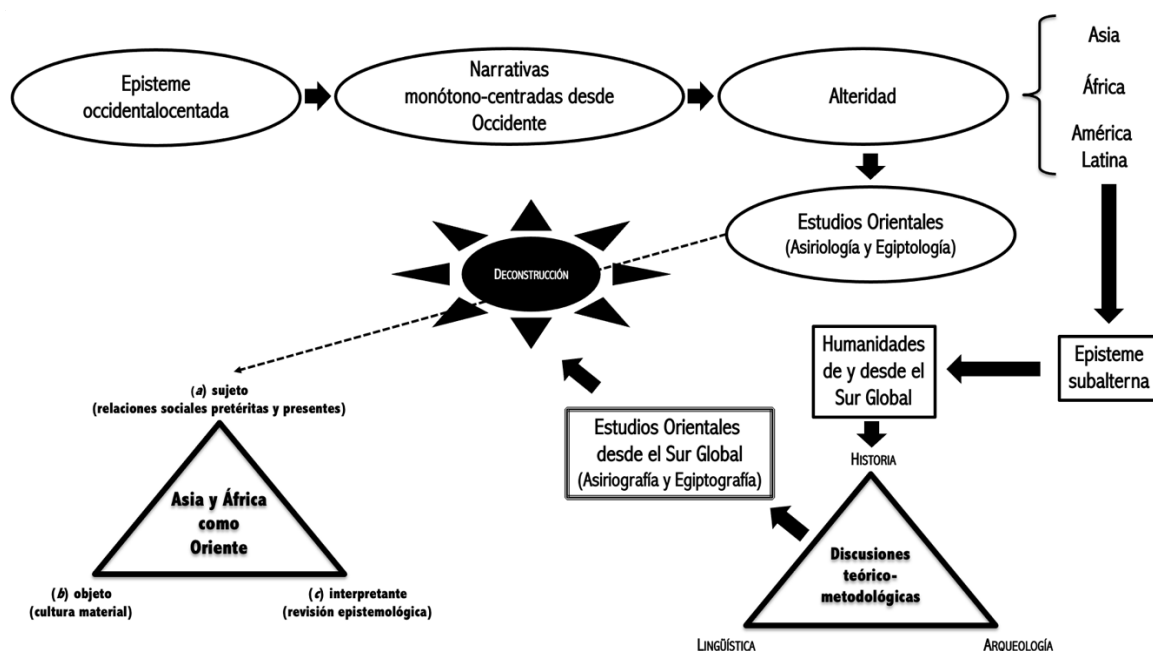 Episteme
occidentalocentada
Narrativas
monótono-centradas desde
Occidente
Alteridad
Asia
África
América
Latina
Estudios Orientales
(Asiriología y Egiptología)
DECONSTRUCCIÓN
Humanidades
de y desde el
Sur Global
Episteme
subalterna
(a) sujeto
(relaciones sociales pretéritas y presentes)
Asia y África
como
Oriente
(b) objeto
(cultura material)
(c) interpretante
(revisión epistemológica)
Estudios Orientales
desde el Sur Global
(Asiriografía y Egiptografía)
HISTORIA
Discusiones
teórico-
metodológicas
LINGÜÍSTICA
ARQUEOLOGÍA